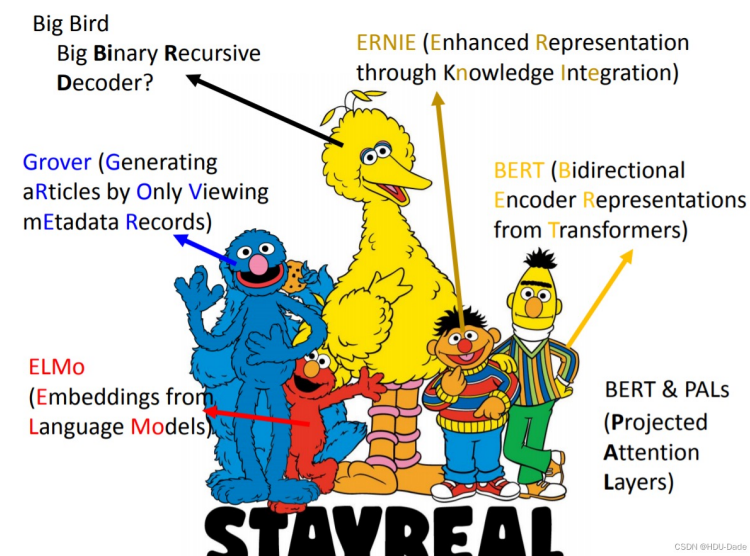 Big Bird
Big Binary Recursive
Decoder?
ERNIE (Enhanced Representation
through Knowledge Integration)
Grover (Generating
aRticles by Only Viewing
mEtadata Records)
BERT (Bidirectional
Encoder Representations
from Transformers)
ELMo
(Embeddings from
Language Models)
BERT & PALs
(Projected
Attention
Layers)
STAYREAL
CSDN @HDU-Dade